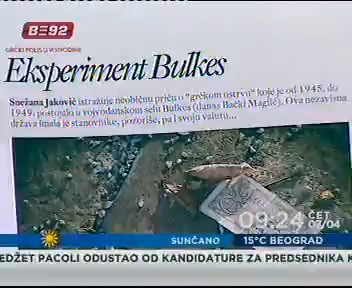 B92
GRČKI POLIS U VOJVODINI
Eksperiment Bulkes
Snežana Jakovič istražuje neobičnu priču o "grčkom ostrvu" koje je od 1945. do
1949. postojalo u vojvođanskom selu Bulkes (danas Bački Maglić). Ova nezavisna
država imala je stanovnike, pozorište, pa i svoju valutu...
09:24 ČET
07/04
SUNČANO 15°C BEOGRAD
EDŽET PACOLI ODUSTAO OD KANDIDATURE ZA PREDSEDNIKA K